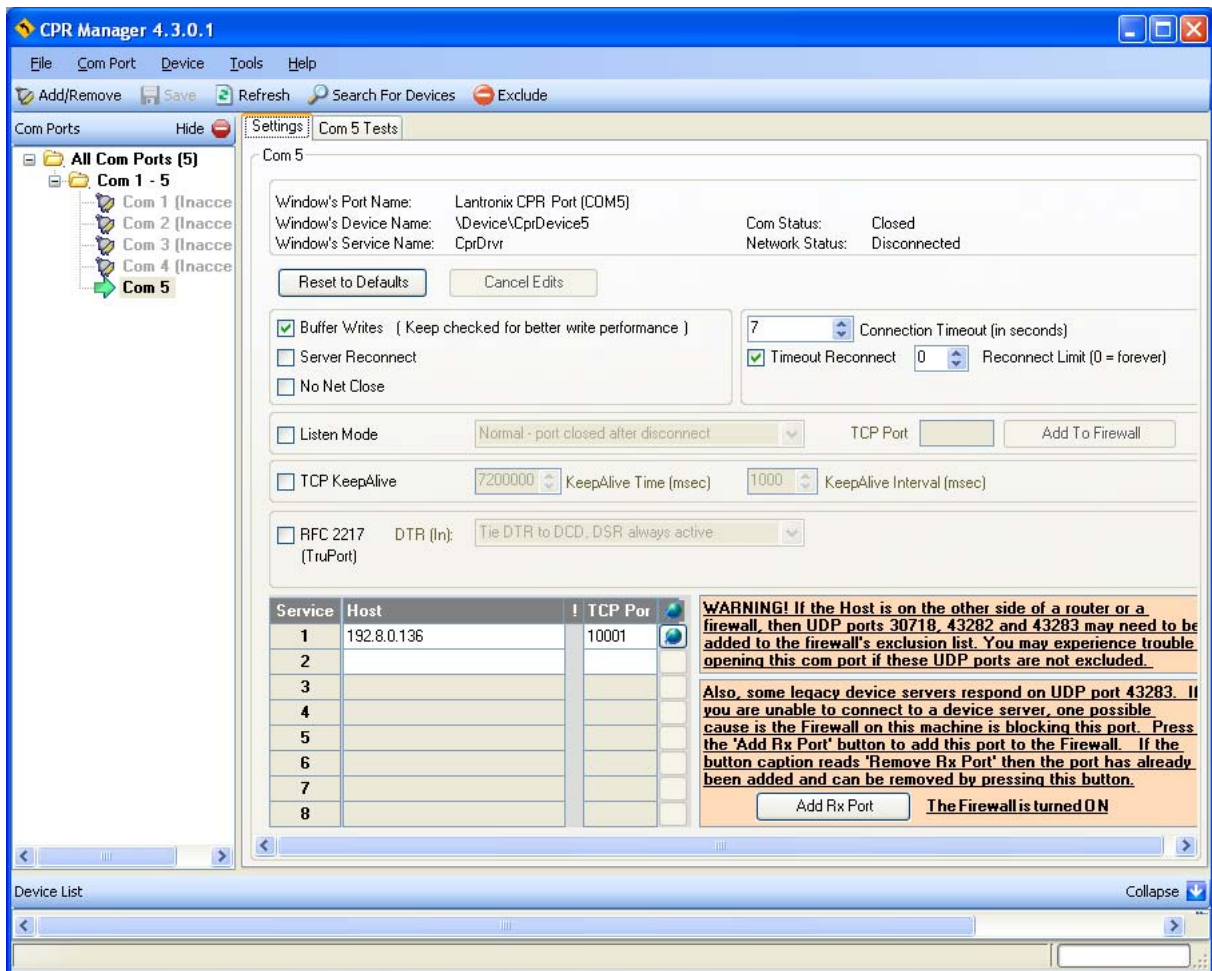 CPR Manager 4.3.0.1
File Com Port Device Tools Help
Add/Remove Save Refresh Search For Devices Exclude
Com Ports Hide
Settings Com 5 Tests
All Com Ports (5)
Com 1 - 5
Com 1 (Inacce
Com 2 (Inacce
Com 3 (Inacce
Com 4 (Inacce
Com 5
Com 5
Window's Port Name: Lantronix CPR Port (COM5)
Window's Device Name: \Device\CprDevice5 Com Status: Closed
Window's Service Name: CprDrvr Network Status: Disconnected
Reset to Defaults Cancel Edits
Buffer Writes ( Keep checked for better write performance )
Server Reconnect
No Net Close
7 Connection Timeout (in seconds)
Timeout Reconnect 0 Reconnect Limit (0 = forever)
Listen Mode Normal - port closed after disconnect TCP Port Add To Firewall
TCP KeepAlive 7200000 KeepAlive Time (msec) 1000 KeepAlive Interval (msec)
RFC 2217 DTR (In): Tie DTR to DCD, DSR always active
(TruPort)
Service Host ! TCP Por
1 192.8.0.136 10001
2
3
4
5
6
7
8
WARNING! If the Host is on the other side of a router or a
firewall, then UDP ports 30718, 43282 and 43283 may need to be
added to the firewall's exclusion list. You may experience trouble
opening this com port if these UDP ports are not excluded.
Also, some legacy device servers respond on UDP port 43283. If
you are unable to connect to a device server, one possible
cause is the Firewall on this machine is blocking this port. Press
the 'Add Rx Port' button to add this port to the Firewall. If the
button caption reads 'Remove Rx Port' then the port has already
been added and can be removed by pressing this button.
Add Rx Port The Firewall is turned ON
Device List Collapse